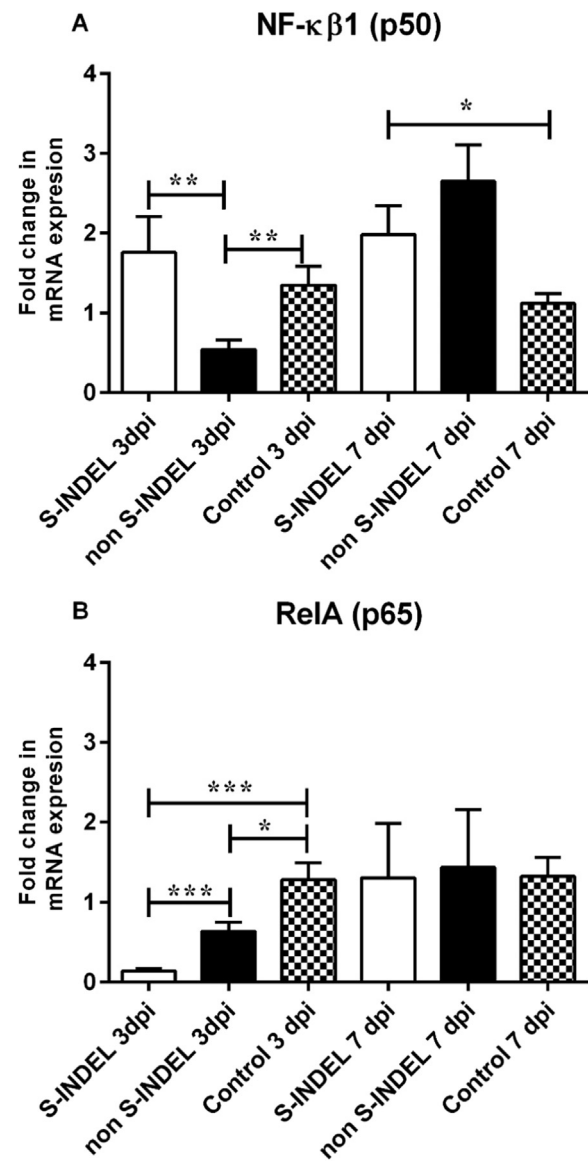 A
NF-κβ1 (p50)
Fold change in
mRNA expresion
4
3
2
1
0
**
**
*
S-INDEL 3dpi
non S-INDEL 3dpi
Control 3 dpi
S-INDEL 7 dpi
non S-INDEL 7 dpi
Control 7 dpi
B
RelA (p65)
Fold change in
mRNA expresion
4
3
2
1
0
***
*
***
S-INDEL 3dpi
non S-INDEL 3dpi
Control 3 dpi
S-INDEL 7 dpi
non S-INDEL 7 dpi
Control 7 dpi